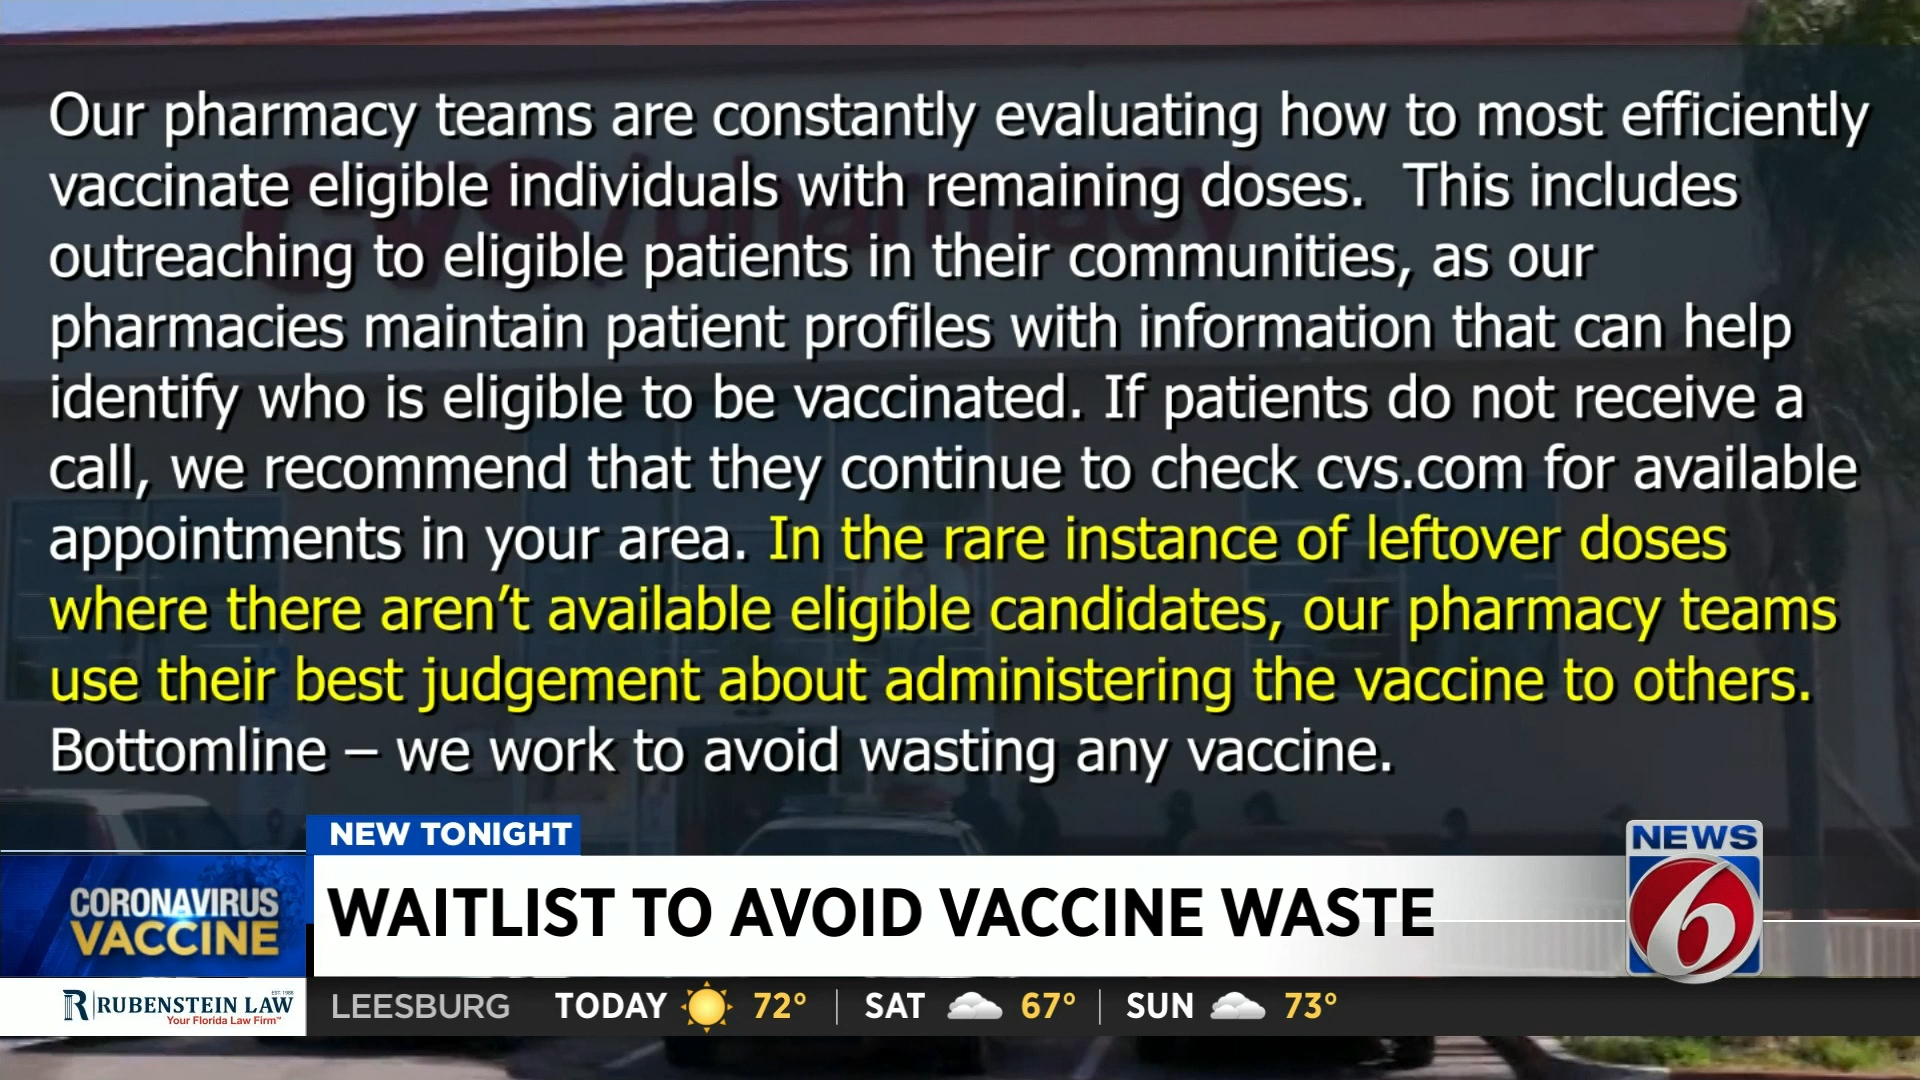 Our pharmacy teams are constantly evaluating how to most efficiently
vaccinate eligible individuals with remaining doses.  This includes
outreaching to eligible patients in their communities, as our
pharmacies maintain patient profiles with information that can help
identify who is eligible to be vaccinated. If patients do not receive a
call, we recommend that they continue to check cvs.com for available
appointments in your area. In the rare instance of leftover doses
where there aren’t available eligible candidates, our pharmacy teams
use their best judgement about administering the vaccine to others.
Bottomline – we work to avoid wasting any vaccine.
CVS/pharmacy
NEW TONIGHT
CORONAVIRUS
VACCINE
WAITLIST TO AVOID VACCINE WASTE
NEWS
6
R RUBENSTEIN LAW
EST. 1988
Your Florida Law Firm™
LEESBURG TODAY 72° SAT 67° SUN 73°